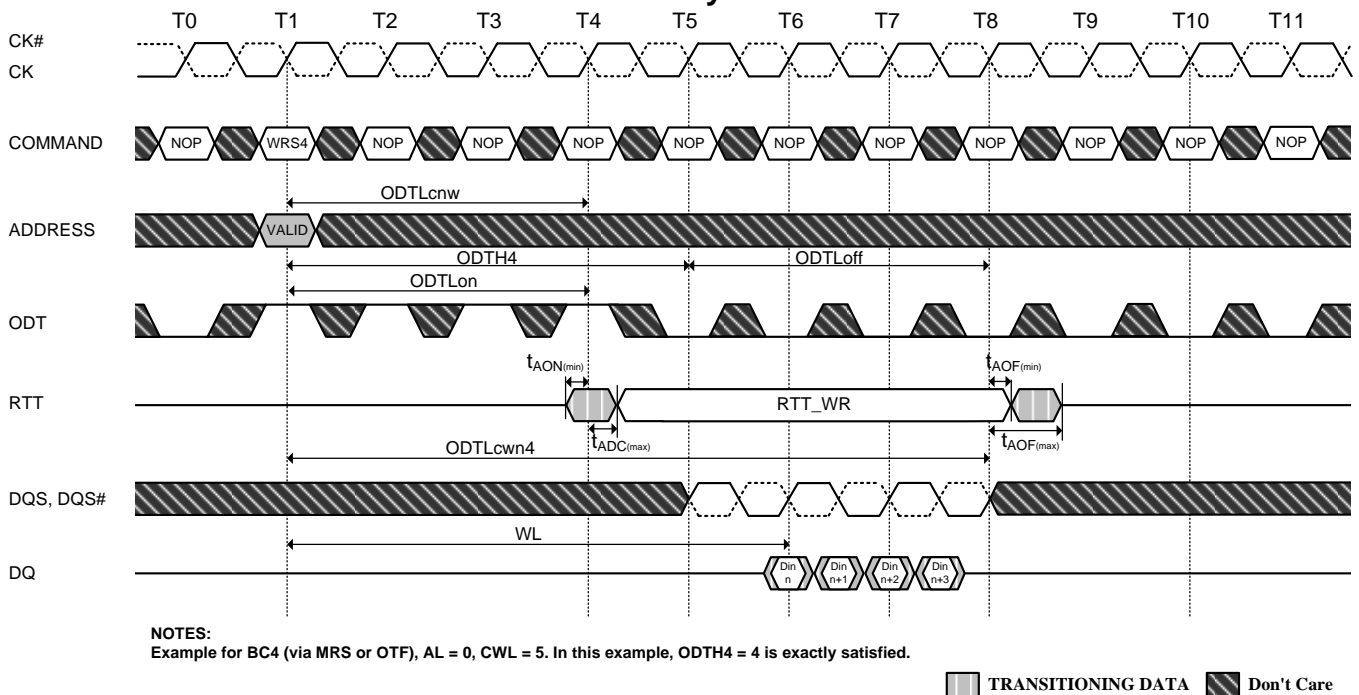 T0 T1 T2 T3 T4 T5 T6 T7 T8 T9 T10 T11
CK#
CK
COMMAND NOP WRS4 NOP NOP NOP NOP NOP NOP NOP NOP NOP NOP
ODTLcnw
ADDRESS VALID
ODTH4 ODTLoff
ODTLon
ODT
tAON(min) tAOF(min)
RTT RTT_WR
tADC(max) tAOF(max)
ODTLcwn4
DQS, DQS#
WL
DQ Din n Din n+1 Din n+2 Din n+3
NOTES:
Example for BC4 (via MRS or OTF), AL = 0, CWL = 5. In this example, ODTH4 = 4 is exactly satisfied.
TRANSITIONING DATA Don't Care